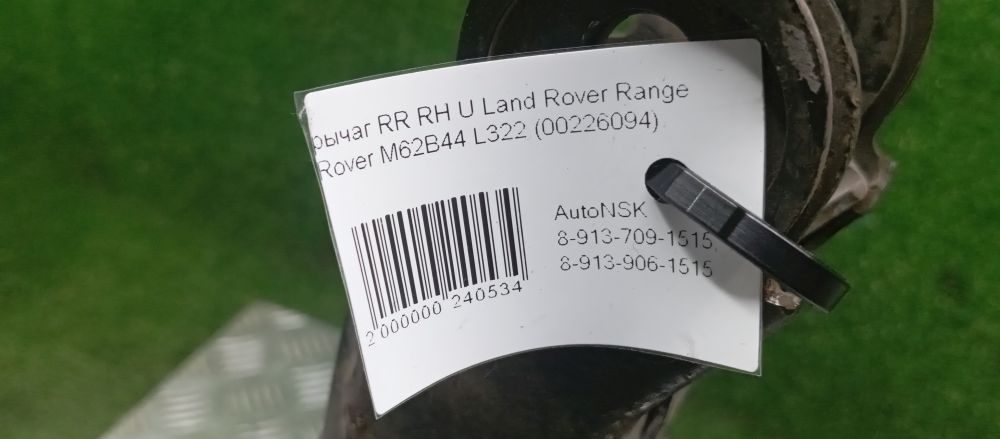 рычаг RR RH U Land Rover Range
Rover M62B44 L322 (00226094)
AutoNSK
8-913-709-1515
8-913-906-1515
2 000000 240534